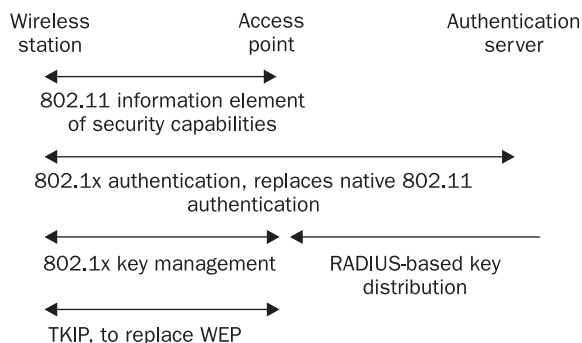 Wireless station
Access point
Authentication server
802.11 information element
of security capabilities
802.1x authentication, replaces native 802.11
authentication
802.1x key management
RADIUS-based key
distribution
TKIP, to replace WEP